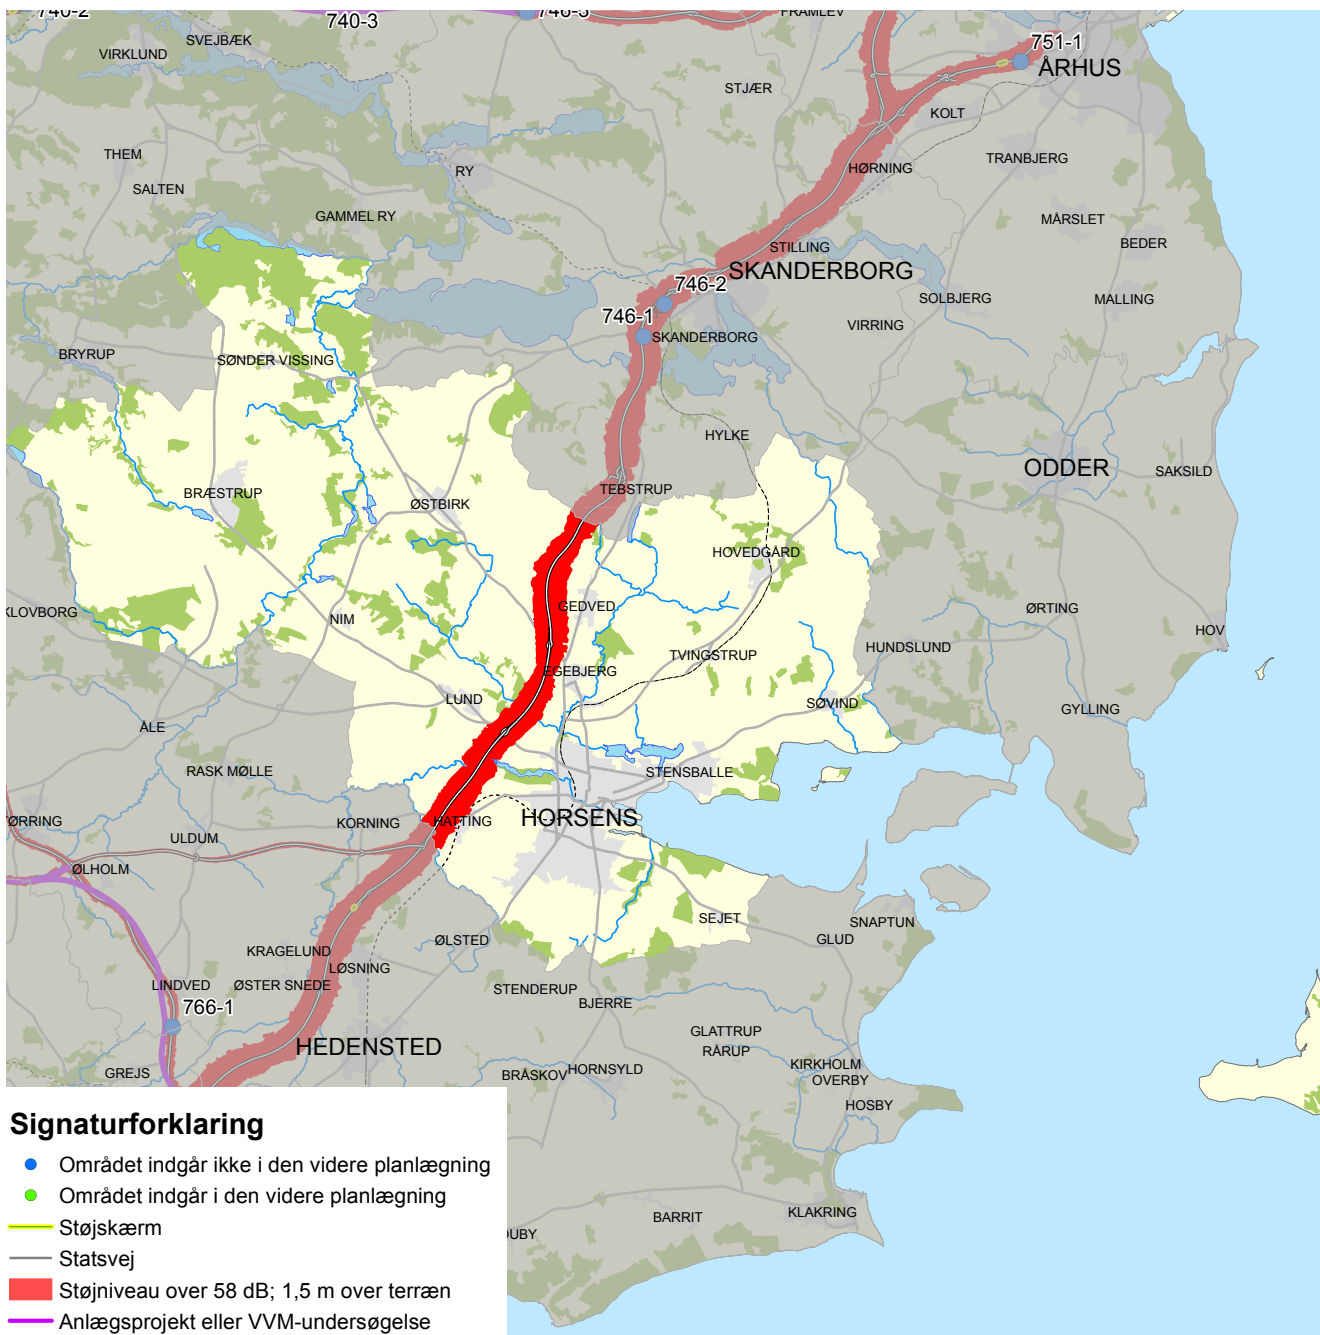 740-2
740-3
746-3
FRAMLEV
751-1
ÅRHUS
SVEJBÆK
VIRKLUND
STJÆR
KOLT
THEM
SALTEN
RY
HØRNING
TRANBJERG
GAMMEL RY
MÅRSLET
BEDER
STILLING
SKANDERBORG
746-2
746-1
SKANDERBORG
SOLBJERG
MALLING
VIRRING
BRYRUP
SØNDER VISSING
HYLKE
ODDER
SAKSILD
BRÆSTRUP
ØSTBIRK
TEBSTRUP
HOVEDGÅRD
KLOVBORG
NIM
GEDVED
ØRTING
HOV
EGEBJERG
TVINGSTRUP
HUNDSLUND
LUND
SØVIND
GYLLING
ÅLE
RASK MØLLE
STENSBALLE
ØRRING
ULDUM
KORNING
HATTING
HORSENS
ØLHOLM
SEJET
SNAPTUN
GLUD
KRAGELUND
ØLSTED
LØSNING
LINDVED
ØSTER SNEDE
STENDERUP
BJERRE
766-1
GLATTRUP
RÅRUP
HEDENSTED
KIRKHOLM
OVERBY
GREJS
BRÅSKOV
HORNSYLD
HOSBY
BARRIT
KLAKRING
UBY
Signaturforklaring
Området indgår ikke i den videre planlægning
Området indgår i den videre planlægning
Støjskærm
Statsvej
Støjniveau over 58 dB; 1,5 m over terræn
Anlægsprojekt eller VVM-undersøgelse